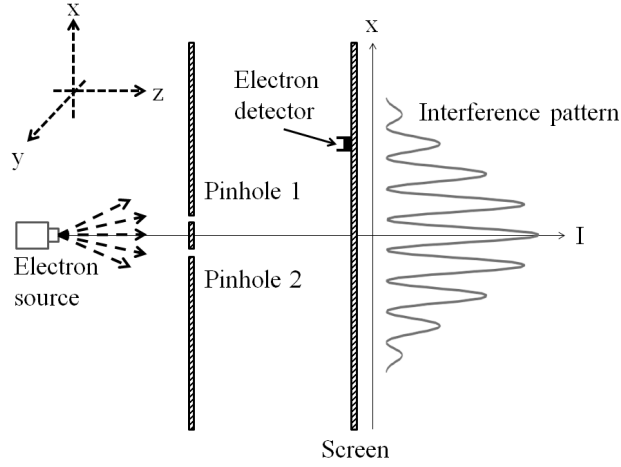 x
z
y
x
Electron
detector
Interference pattern
Pinhole 1
I
Electron
source
Pinhole 2
Screen